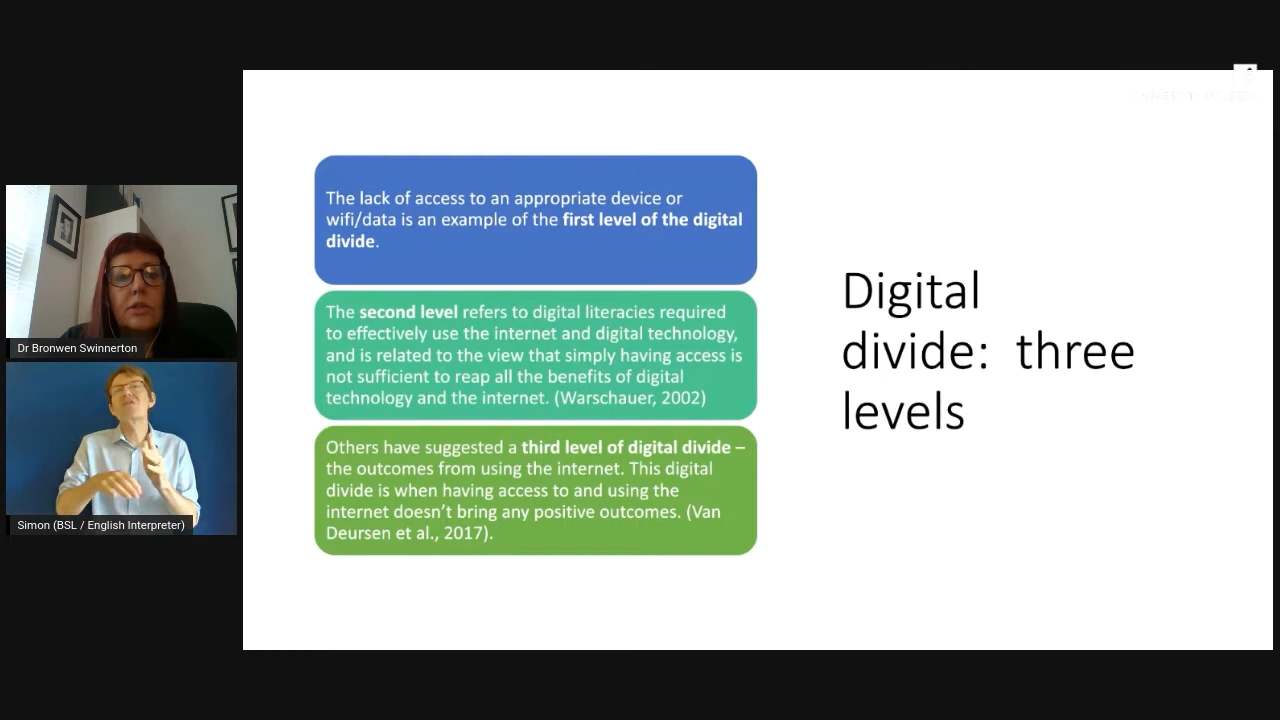 The lack of access to an appropriate device or
wifi/data is an example of the first level of the digital
divide.
The second level refers to digital literacies required
to effectively use the internet and digital technology,
and is related to the view that simply having access is
not sufficient to reap all the benefits of digital
technology and the internet. (Warschauer, 2002)
Others have suggested a third level of digital divide –
the outcomes from using the internet. This digital
divide is when having access to and using the
internet doesn’t bring any positive outcomes. (Van
Deursen et al., 2017).
Digital
divide:  three
levels
Dr Bronwen Swinnerton
Simon (BSL / English Interpreter)